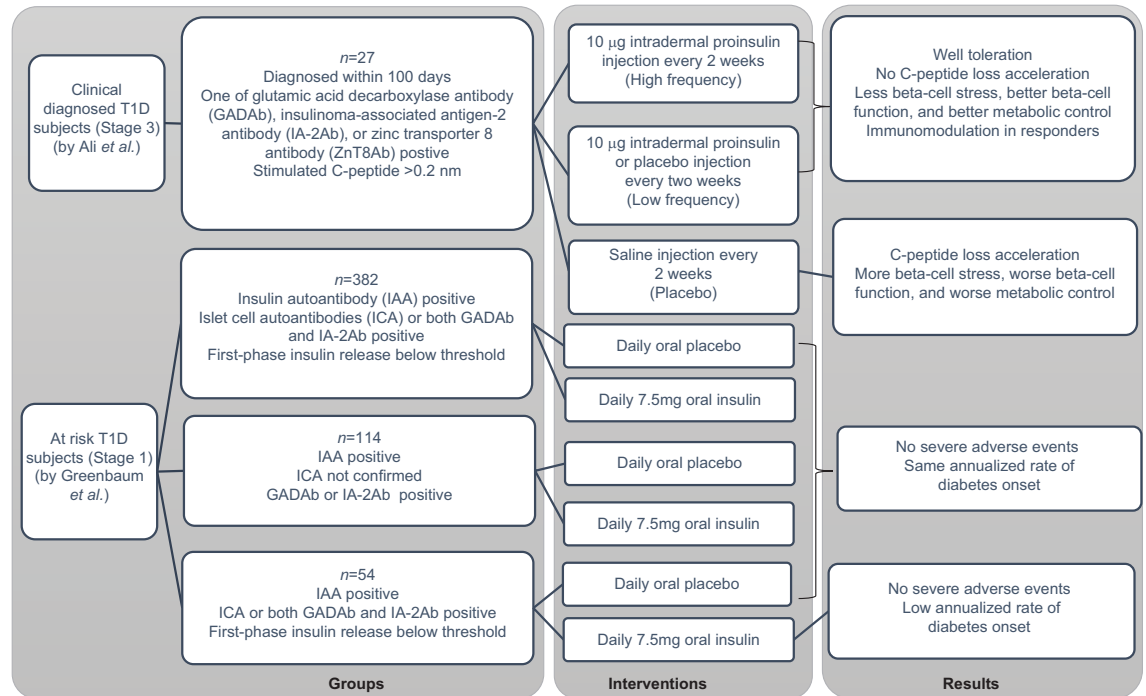 Clinical
diagnosed T1D
subjects (Stage 3)
(by Ali et al.)
n=27
Diagnosed within 100 days
One of glutamic acid decarboxylase antibody
(GADAb), insulinoma-associated antigen-2
antibody (IA-2Ab), or zinc transporter 8
antibody (ZnT8Ab) postive
Stimulated C-peptide >0.2 nm
10 µg intradermal proinsulin
injection every 2 weeks
(High frequency)
10 µg intradermal proinsulin
or placebo injection
every two weeks
(Low frequency)
Saline injection every
2 weeks
(Placebo)
Well toleration
No C-peptide loss acceleration
Less beta-cell stress, better beta-cell
function, and better metabolic control
Immunomodulation in responders
C-peptide loss acceleration
More beta-cell stress, worse beta-cell
function, and worse metabolic control
At risk T1D
subjects (Stage 1)
(by Greenbaum
et al.)
n=382
Insulin autoantibody (IAA) positive
Islet cell autoantibodies (ICA) or both GADAb
and IA-2Ab positive
First-phase insulin release below threshold
n=114
IAA positive
ICA not confirmed
GADAb or IA-2Ab positive
n=54
IAA positive
ICA or both GADAb and IA-2Ab positive
First-phase insulin release below threshold
Daily oral placebo
Daily 7.5mg oral insulin
Daily oral placebo
Daily 7.5mg oral insulin
Daily oral placebo
Daily 7.5mg oral insulin
No severe adverse events
Same annualized rate of
diabetes onset
No severe adverse events
Low annualized rate of
diabetes onset
Groups
Interventions
Results